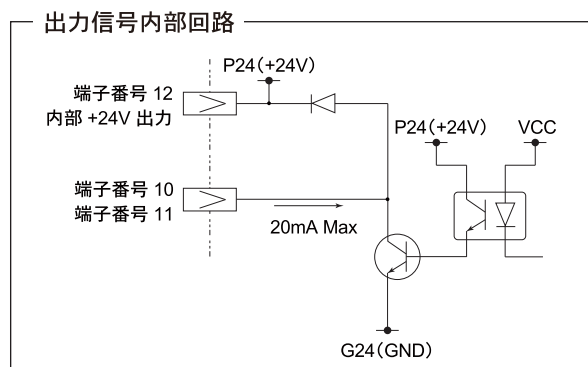 出力信号内部回路
P24(+24V)
端子番号 12
内部 +24V 出力
P24(+24V)
VCC
端子番号 10
端子番号 11
20mA Max
G24(GND)